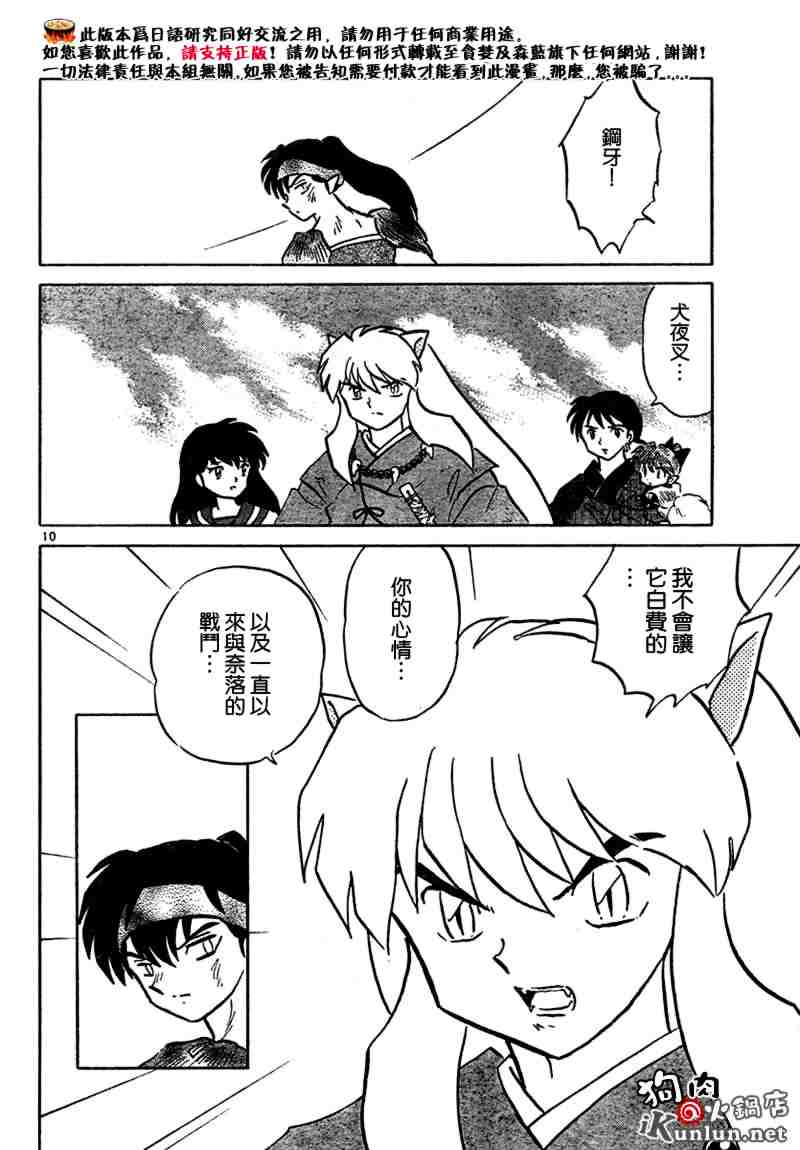 此版本爲日語研究同好交流之用，請勿用于任何商業用途。
如您喜歡此作品，請支持正版！請勿以任何形式轉載至貪婪及森藍旗下任何網站，謝謝！
一切法律責任與本組無關，如果您被告知需要付款才能看到此漫畫，那麼，您被騙了....
鋼牙！
犬夜叉…
10
我不會讓
它白費的
…
你的心情…
以及一直以
來與奈落的
戰鬥…
狗肉
火鍋店
iKunlun.net